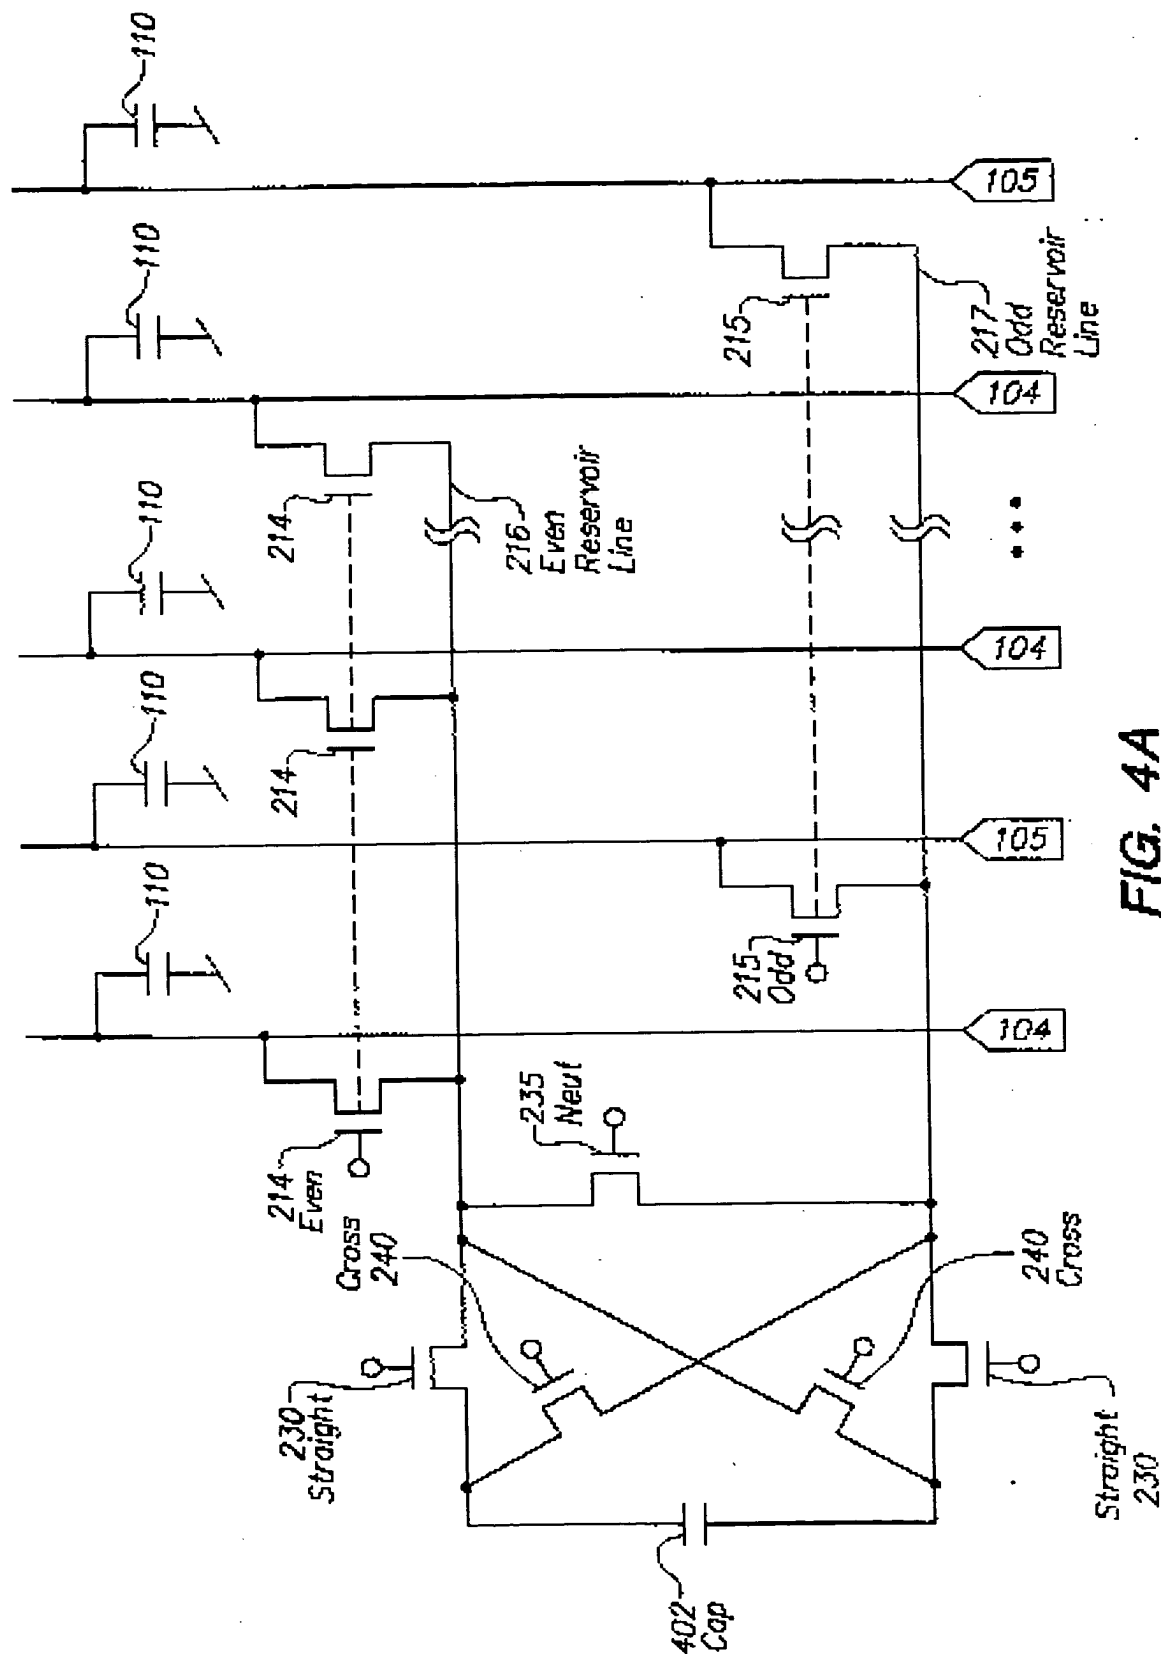 110
110
110
110
110
214
Even
214
214
216
Even
Reservoir
Line
Cross
240
230
Straight
235
Neut
402
Cap
240
Cross
Straight
230
215
Odd
215
217
Odd
Reservoir
Line
104
105
104
104
105
FIG. 4A